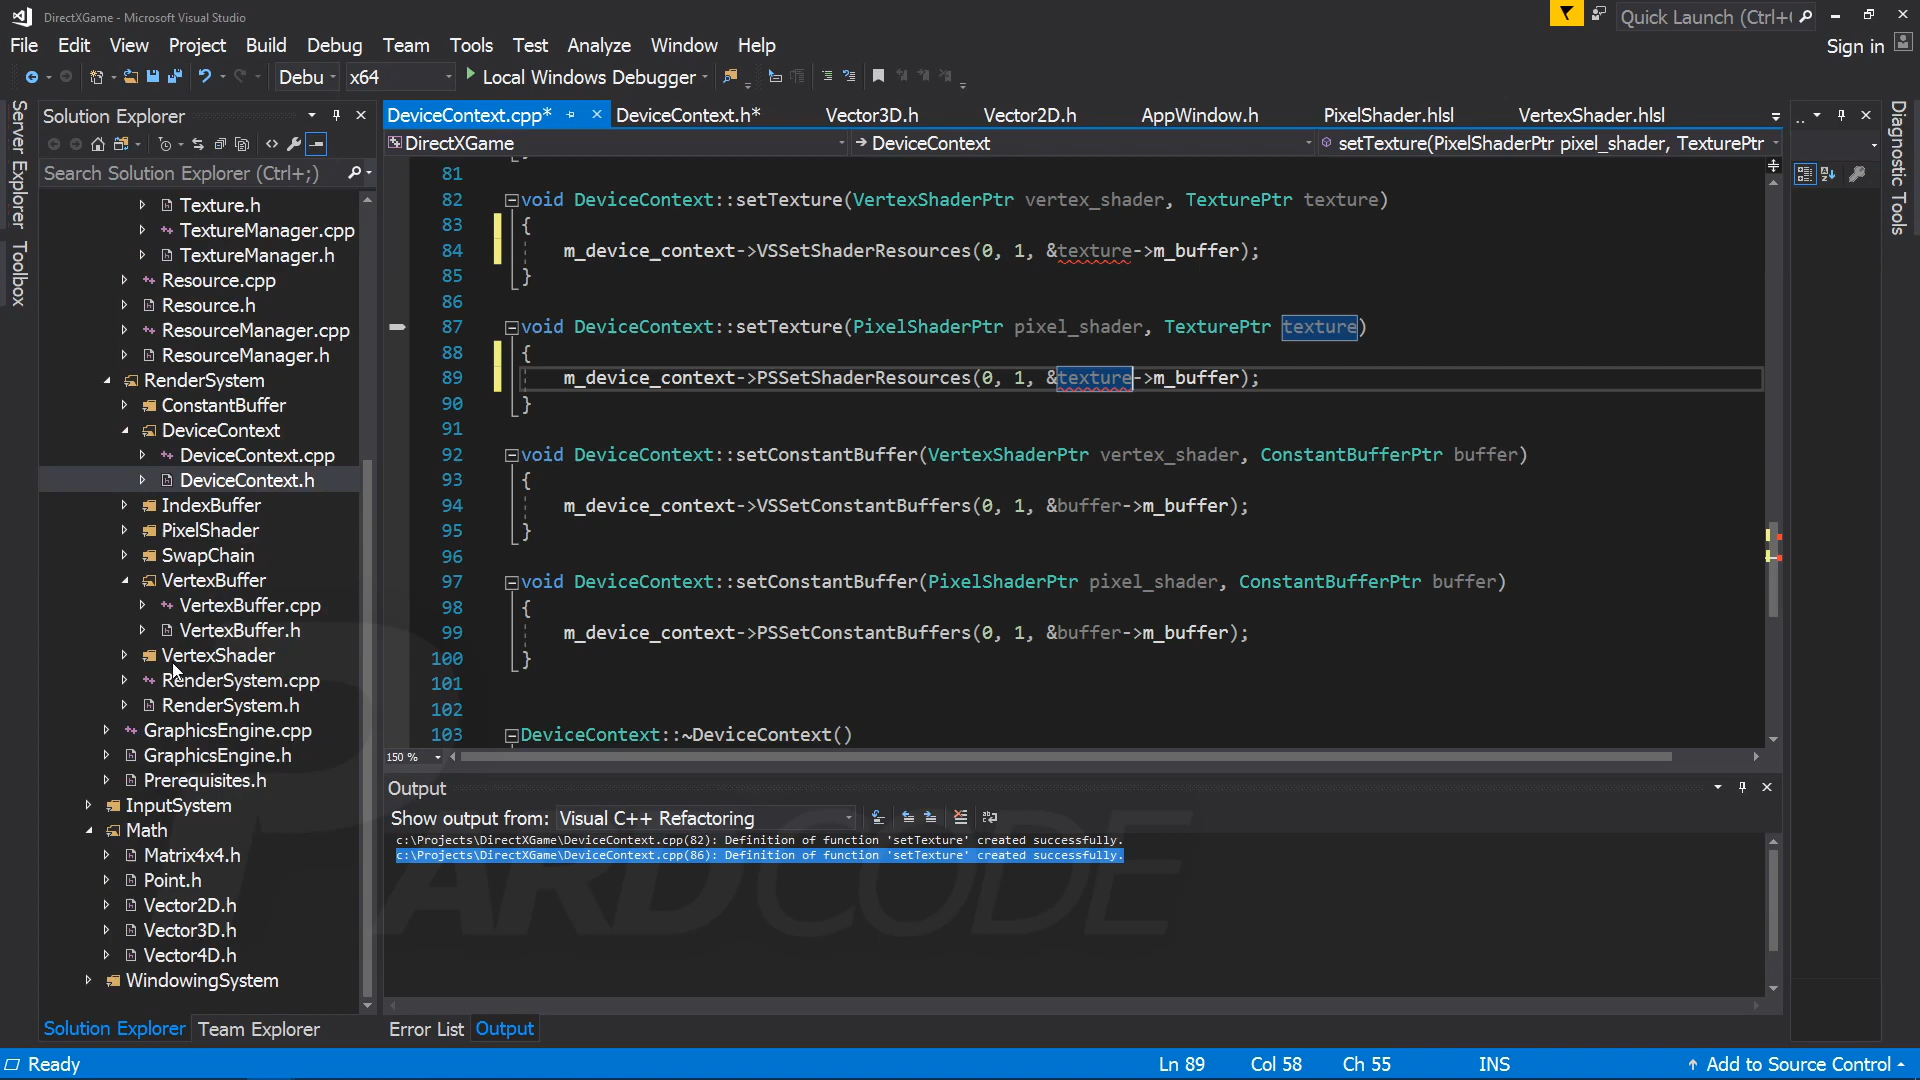 DirectXGame - Microsoft Visual Studio
Quick Launch (Ctrl+(
File Edit View Project Build Debug Team Tools Test Analyze Window Help
Sign in
Debu x64 Local Windows Debugger
Server Explorer
Toolbox
Solution Explorer
Search Solution Explorer (Ctrl+;)
Texture.h
TextureManager.cpp
TextureManager.h
Resource.cpp
Resource.h
ResourceManager.cpp
ResourceManager.h
RenderSystem
ConstantBuffer
DeviceContext
DeviceContext.cpp
DeviceContext.h
IndexBuffer
PixelShader
SwapChain
VertexBuffer
VertexBuffer.cpp
VertexBuffer.h
VertexShader
RenderSystem.cpp
RenderSystem.h
GraphicsEngine.cpp
GraphicsEngine.h
Prerequisites.h
InputSystem
Math
Matrix4x4.h
Point.h
Vector2D.h
Vector3D.h
Vector4D.h
WindowingSystem
Solution Explorer Team Explorer
DeviceContext.cpp* DeviceContext.h* Vector3D.h Vector2D.h AppWindow.h PixelShader.hlsl VertexShader.hlsl
DirectXGame DeviceContext setTexture(PixelShaderPtr pixel_shader, TexturePtr
81
82 void DeviceContext::setTexture(VertexShaderPtr vertex_shader, TexturePtr texture)
83 {
84 m_device_context->VSSetShaderResources(0, 1, &texture->m_buffer);
85 }
86
87 void DeviceContext::setTexture(PixelShaderPtr pixel_shader, TexturePtr texture)
88 {
89 m_device_context->PSSetShaderResources(0, 1, &texture->m_buffer);
90 }
91
92 void DeviceContext::setConstantBuffer(VertexShaderPtr vertex_shader, ConstantBufferPtr buffer)
93 {
94 m_device_context->VSSetConstantBuffers(0, 1, &buffer->m_buffer);
95 }
96
97 void DeviceContext::setConstantBuffer(PixelShaderPtr pixel_shader, ConstantBufferPtr buffer)
98 {
99 m_device_context->PSSetConstantBuffers(0, 1, &buffer->m_buffer);
100 }
101
102
103 DeviceContext::~DeviceContext()
150 %
Output
Show output from: Visual C++ Refactoring
c:\Projects\DirectXGame\DeviceContext.cpp(82): Definition of function 'setTexture' created successfully.
c:\Projects\DirectXGame\DeviceContext.cpp(86): Definition of function 'setTexture' created successfully.
PARDCODE
Error List Output
Diagnostic Tools
Ready Ln 89 Col 58 Ch 55 INS Add to Source Control